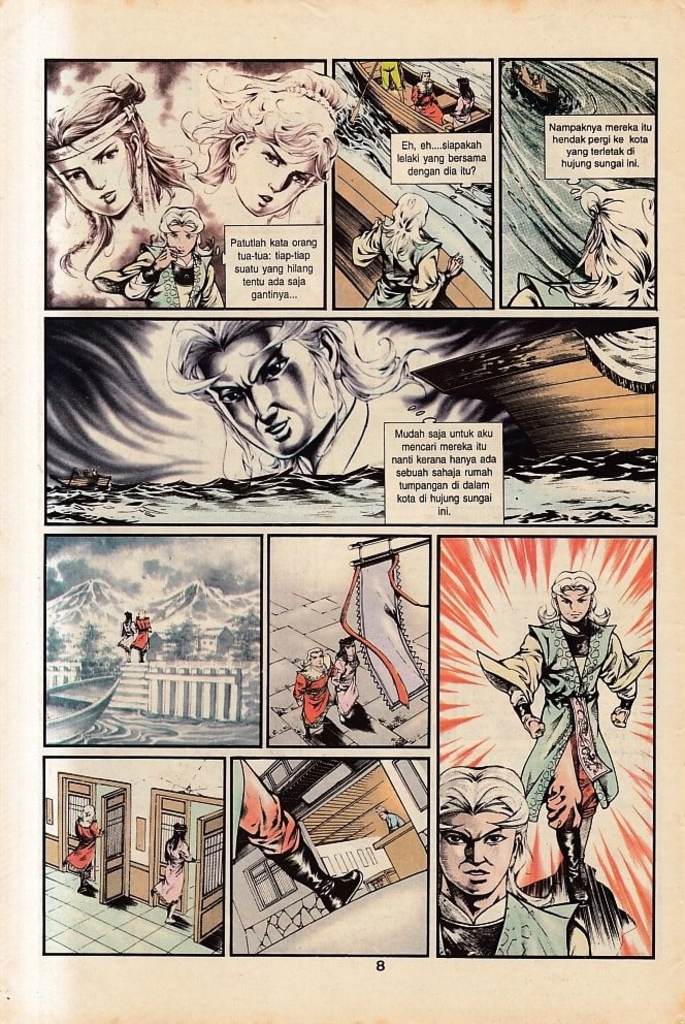 Patutlah kata orang
tua-tua: tiap-tiap
suatu yang hilang
tentu ada saja
gantinya...
Eh, eh....siapakah
lelaki yang bersama
dengan dia itu?
Nampaknya mereka itu
hendak pergi ke kota
yang terletak di
hujung sungai ini.
Mudah saja untuk aku
mencari mereka itu
nanti kerana hanya ada
sebuah sahaja rumah
tumpangan di dalam
kota di hujung sungai
ini.
8